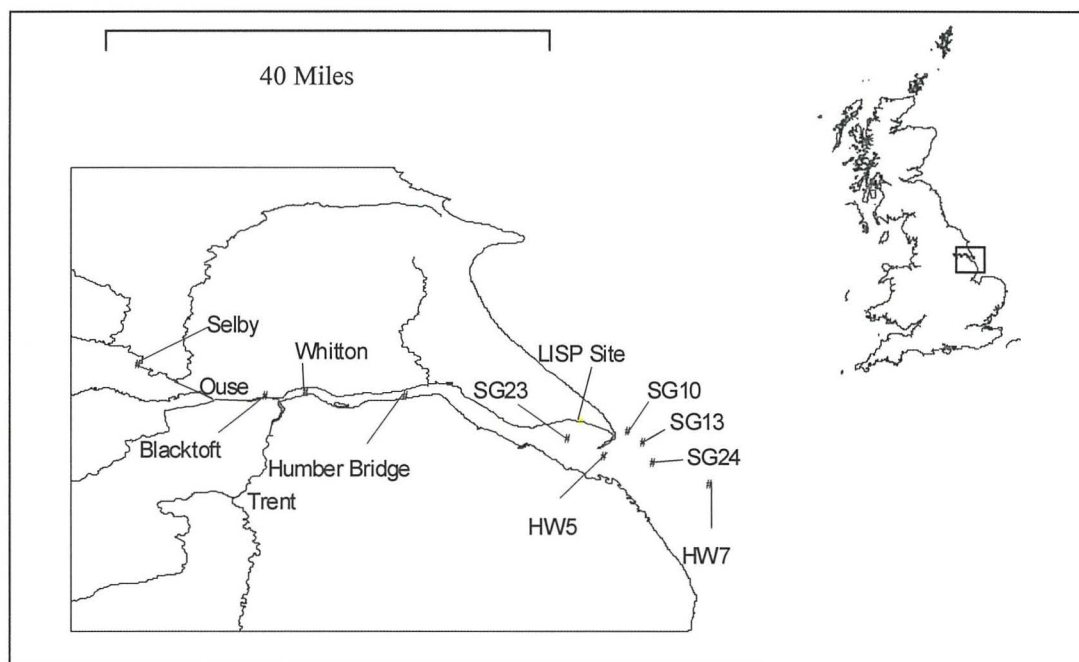 40 Miles
Selby
Whitton
LISP Site
SG23
SG10
Ouse
SG13
SG24
Blacktoft
Humber Bridge
Trent
HW5
HW7